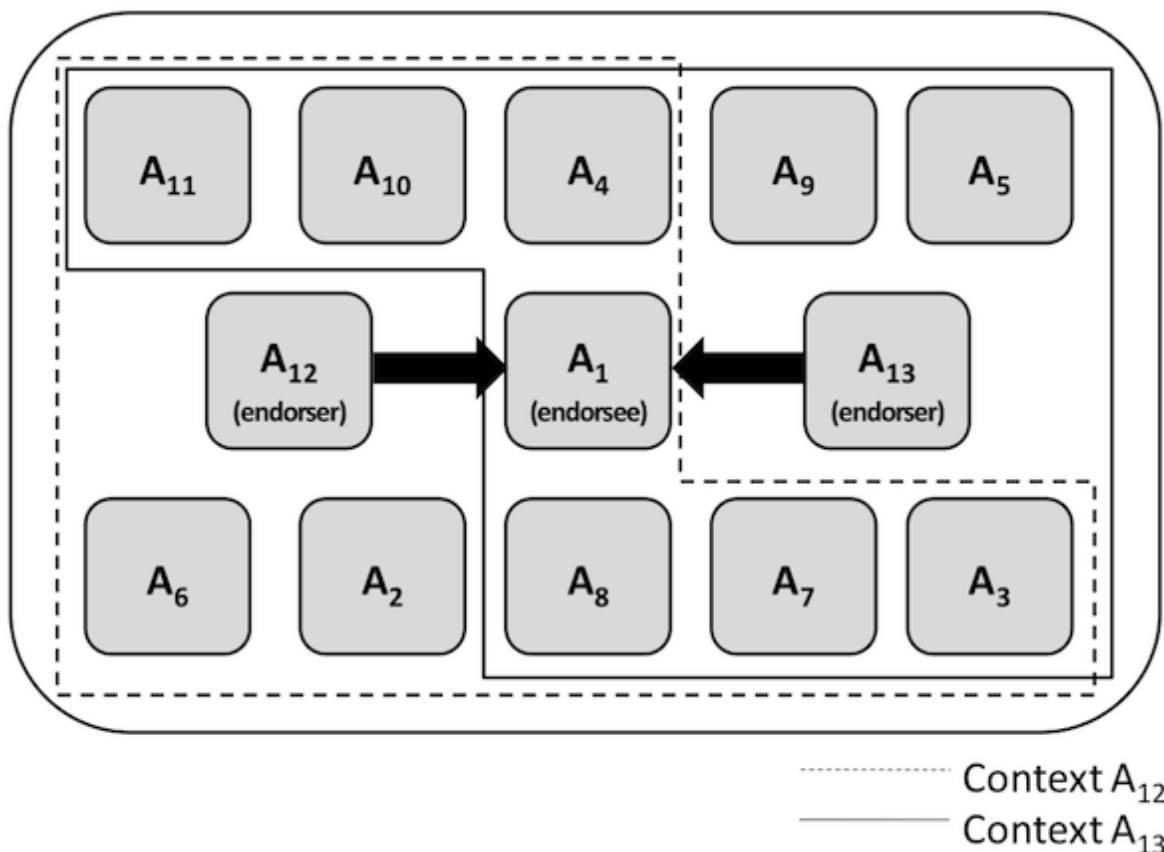 A₁₁ A₁₀ A₄ A₉ A₅
A₁₂ A₁ A₁₃
(endorser) (endorsee) (endorser)
A₆ A₂ A₈ A₇ A₃
Context A₁₂
Context A₁₃